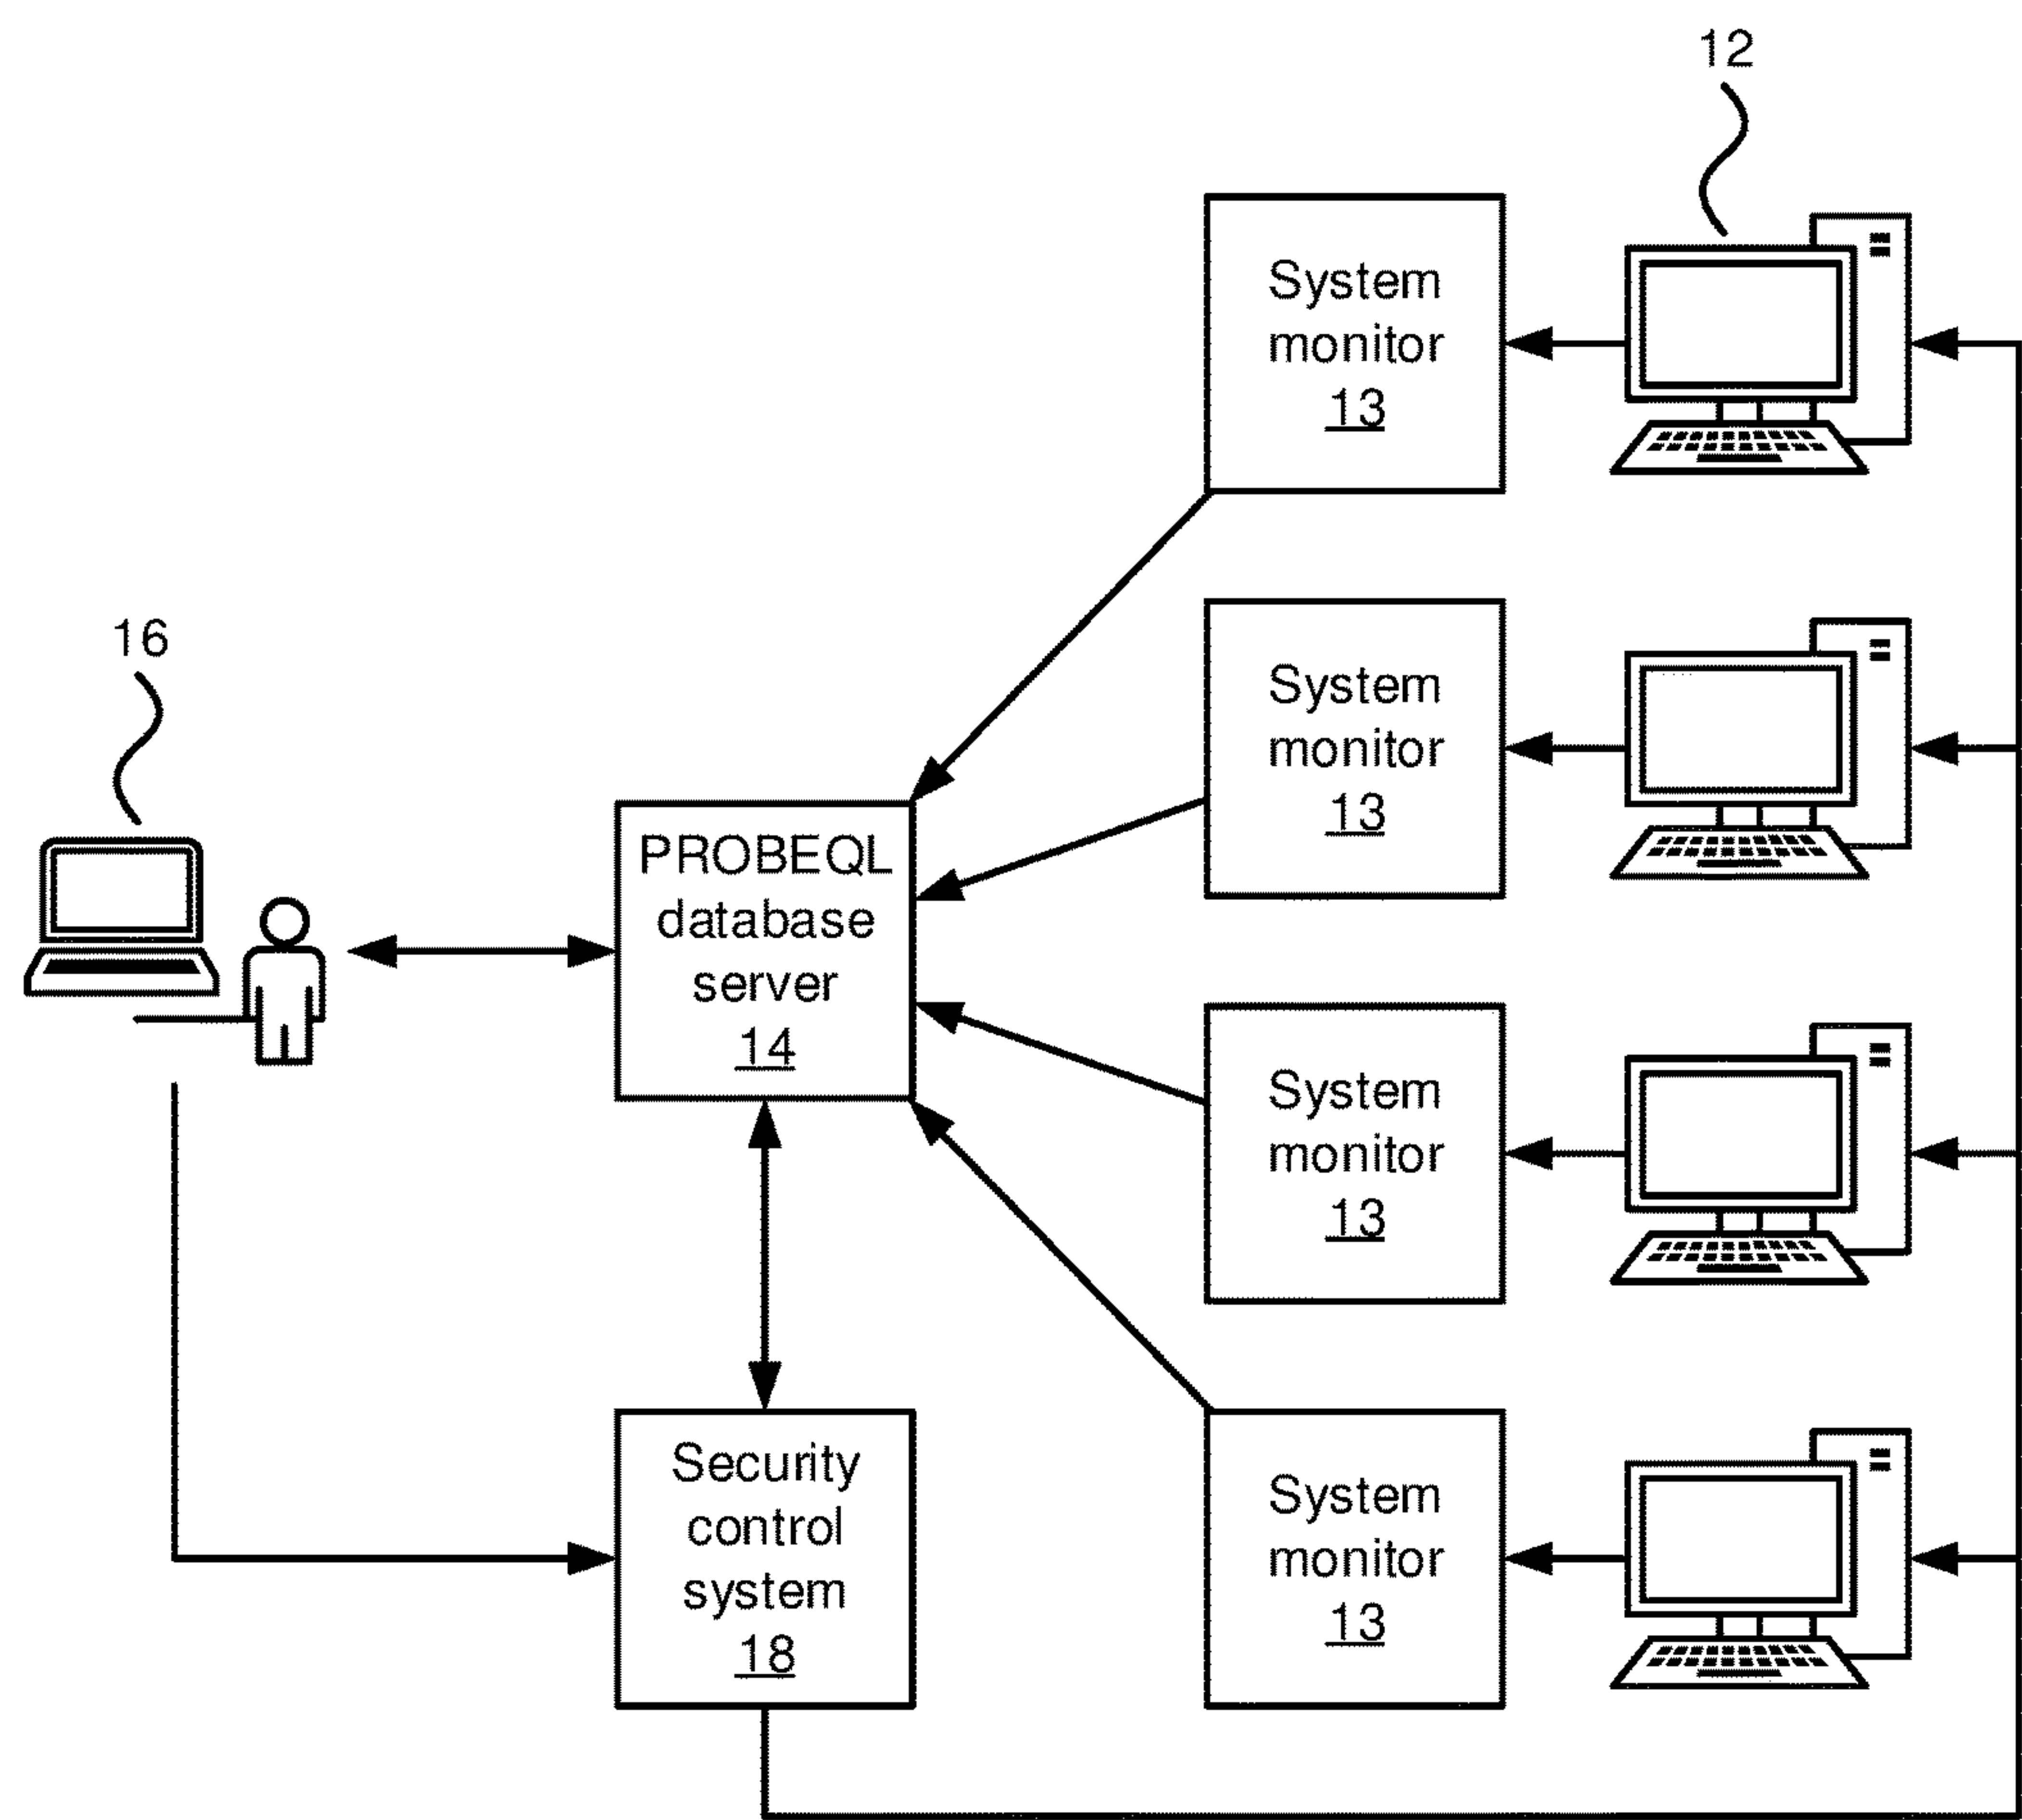 12
System
monitor
13
16
System
monitor
13
PROBEQL
database
server
14
System
monitor
13
Security
control
system
18
System
monitor
13